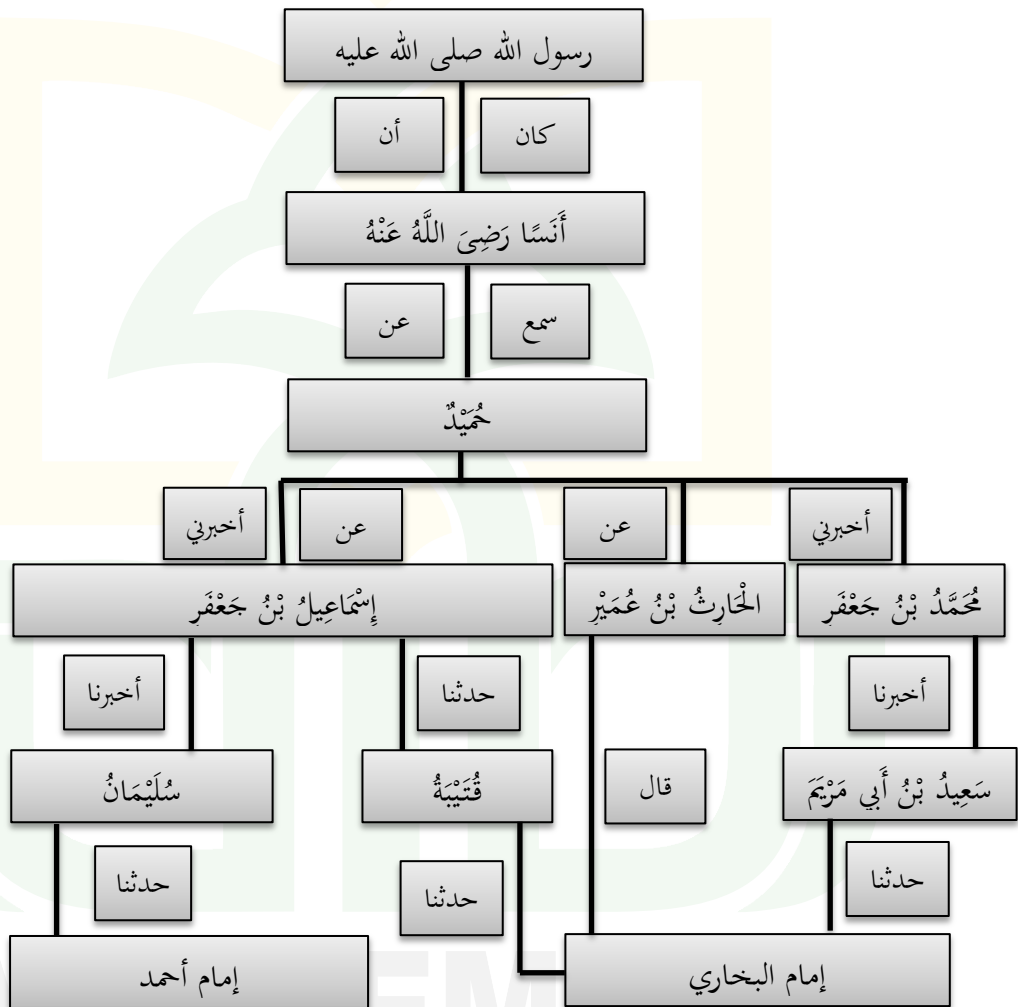 رسول الله صلى الله عليه
كان
أن
أَنَسًا رَضِيَ اللَّهُ عَنْهُ
سمع
عن
حُمَيْدٌ
أخبرني
عن
عن
أخبرني
مُحَمَّدُ بْنُ جَعْفَر
الْحَارِثُ بْنُ عُمَيْرٍ
إِسْمَاعِيلُ بْنُ جَعْفَرٍ
أخبرنا
حدثنا
أخبرنا
سَعِيدُ بْنُ أَبِي مَرْيَمَ
قال
قُتَيْبَةُ
سُلَيْمَانُ
حدثنا
حدثنا
حدثنا
إمام البخاري
إمام أحمد